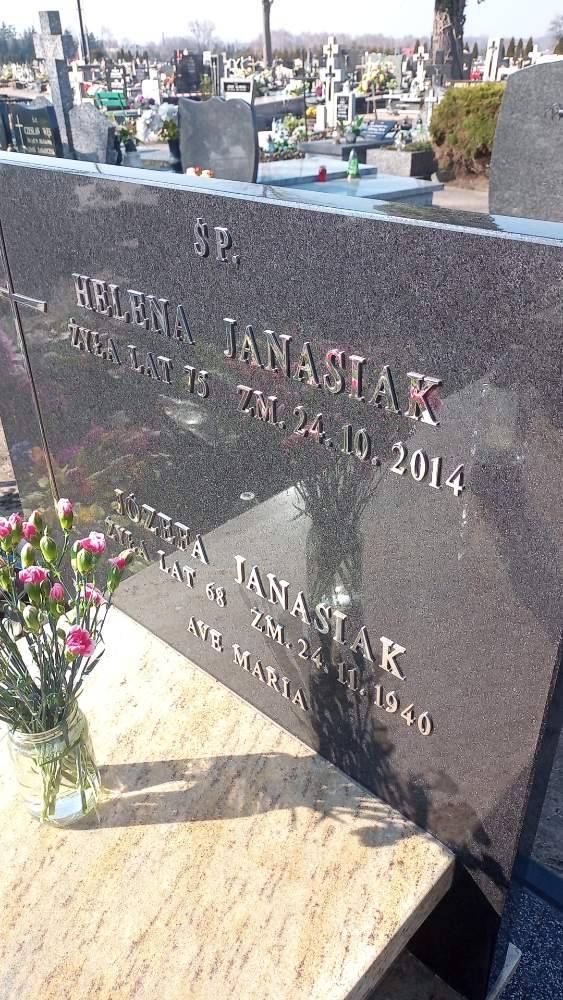 ŚP.
HELENA JANASIAK
ŻYŁA LAT 75 ZM. 24.10.2014
JÓZEFA JANASIAK
ŻYŁA LAT 68 ZM. 24.11.1940
AVE MARIA